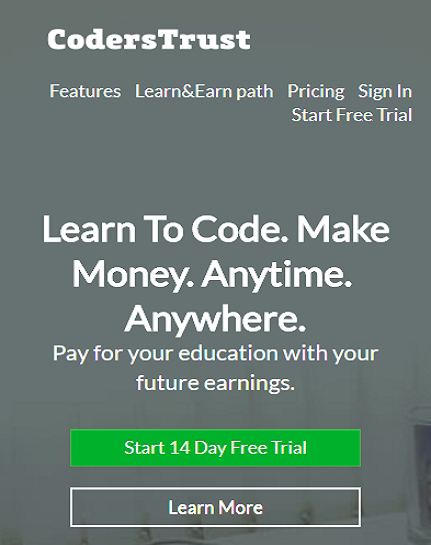 CodersTrust
Features Learn&Earn path Pricing Sign In
Start Free Trial
Learn To Code. Make
Money. Anytime.
Anywhere.
Pay for your education with your
future earnings.
Start 14 Day Free Trial
Learn More